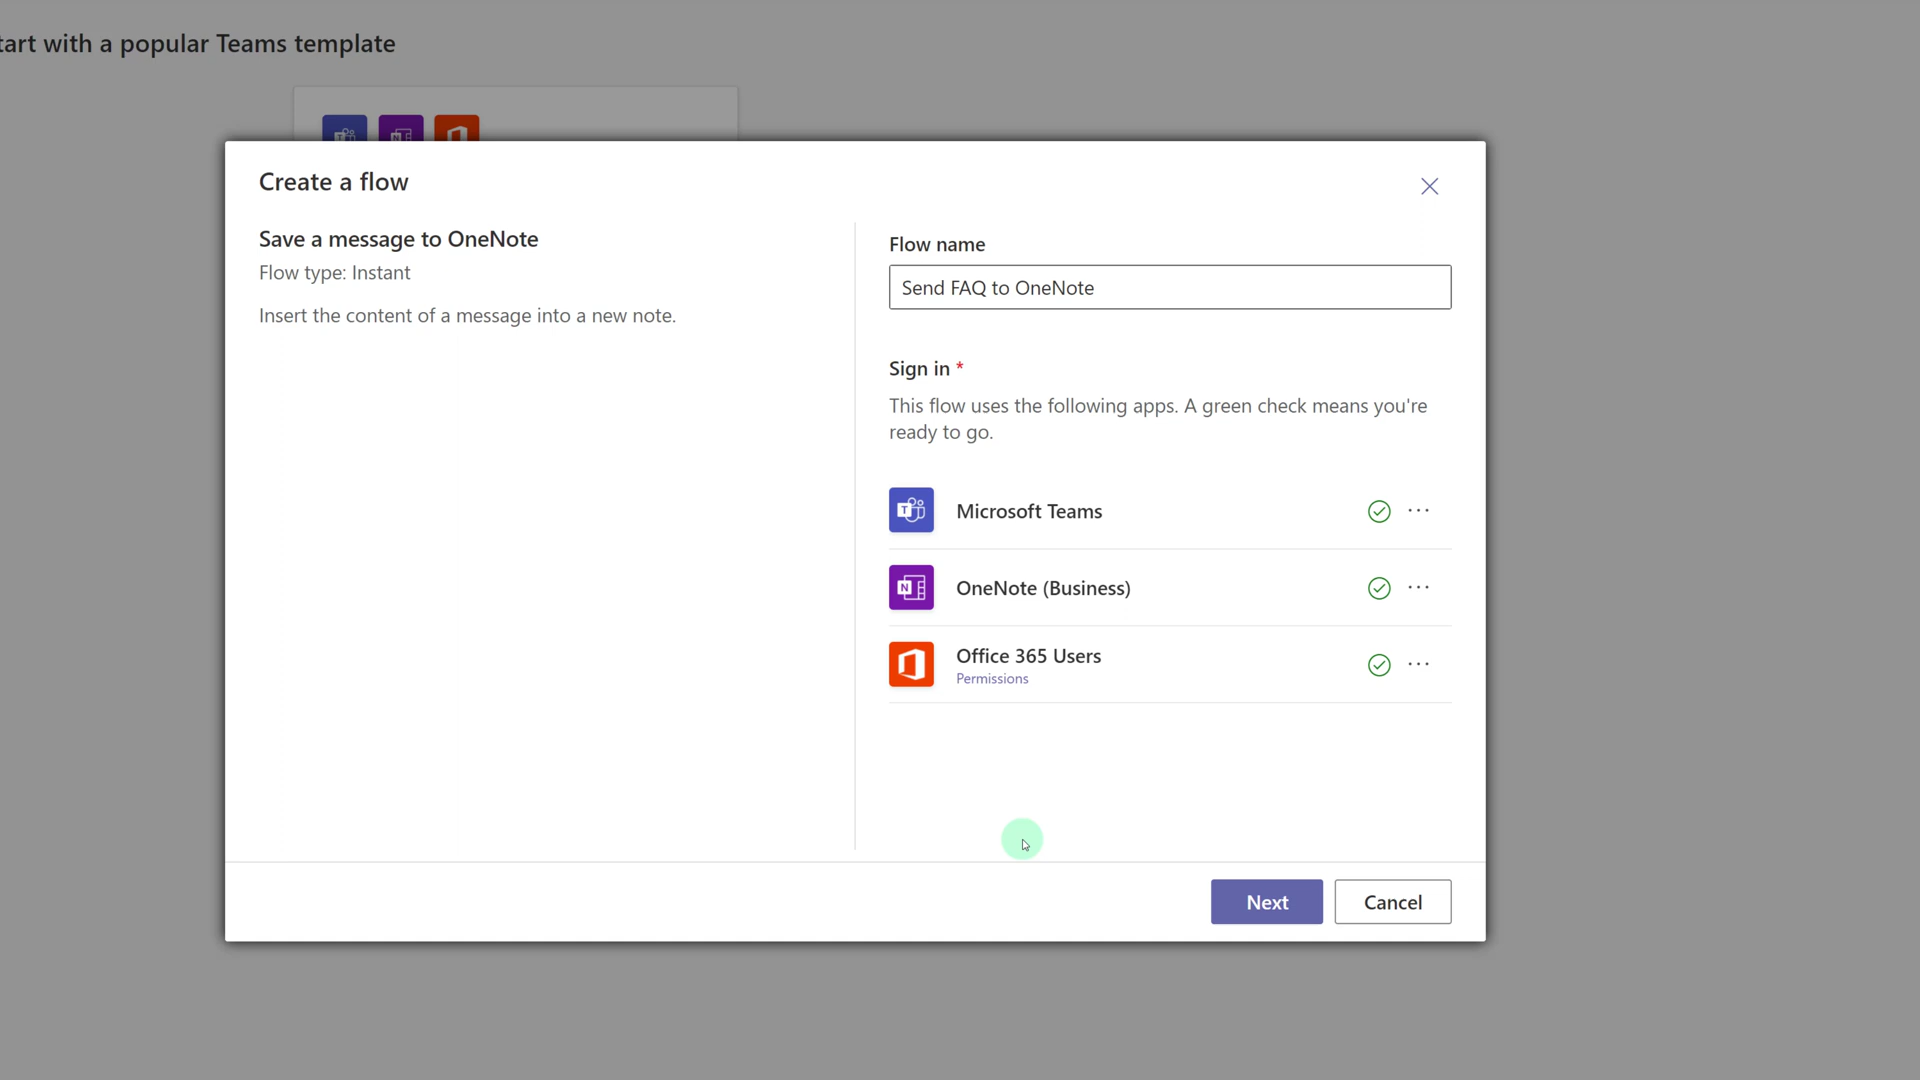 tart with a popular Teams template
Create a flow
Save a message to OneNote
Flow type: Instant
Insert the content of a message into a new note.
Flow name
Send FAQ to OneNote
Sign in *
This flow uses the following apps. A green check means you're
ready to go.
Microsoft Teams
OneNote (Business)
Office 365 Users
Permissions
Next
Cancel